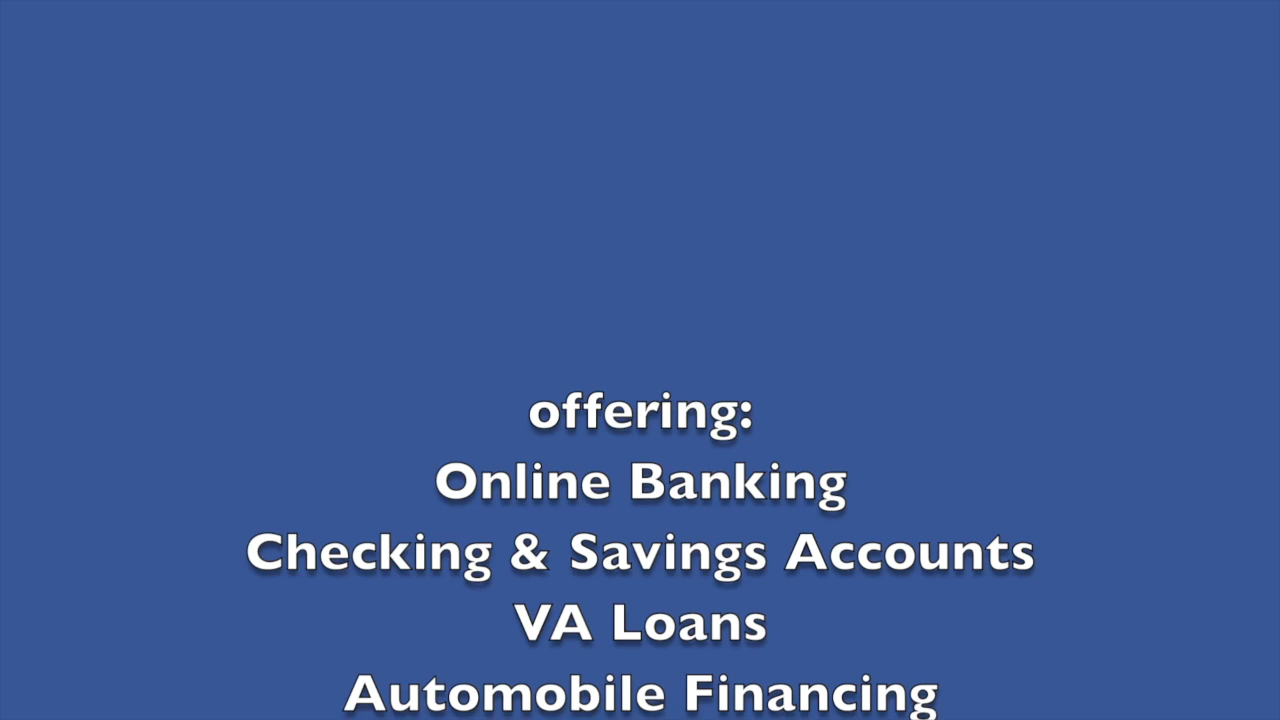 offering:
Online Banking
Checking & Savings Accounts
VA Loans
Automobile Financing